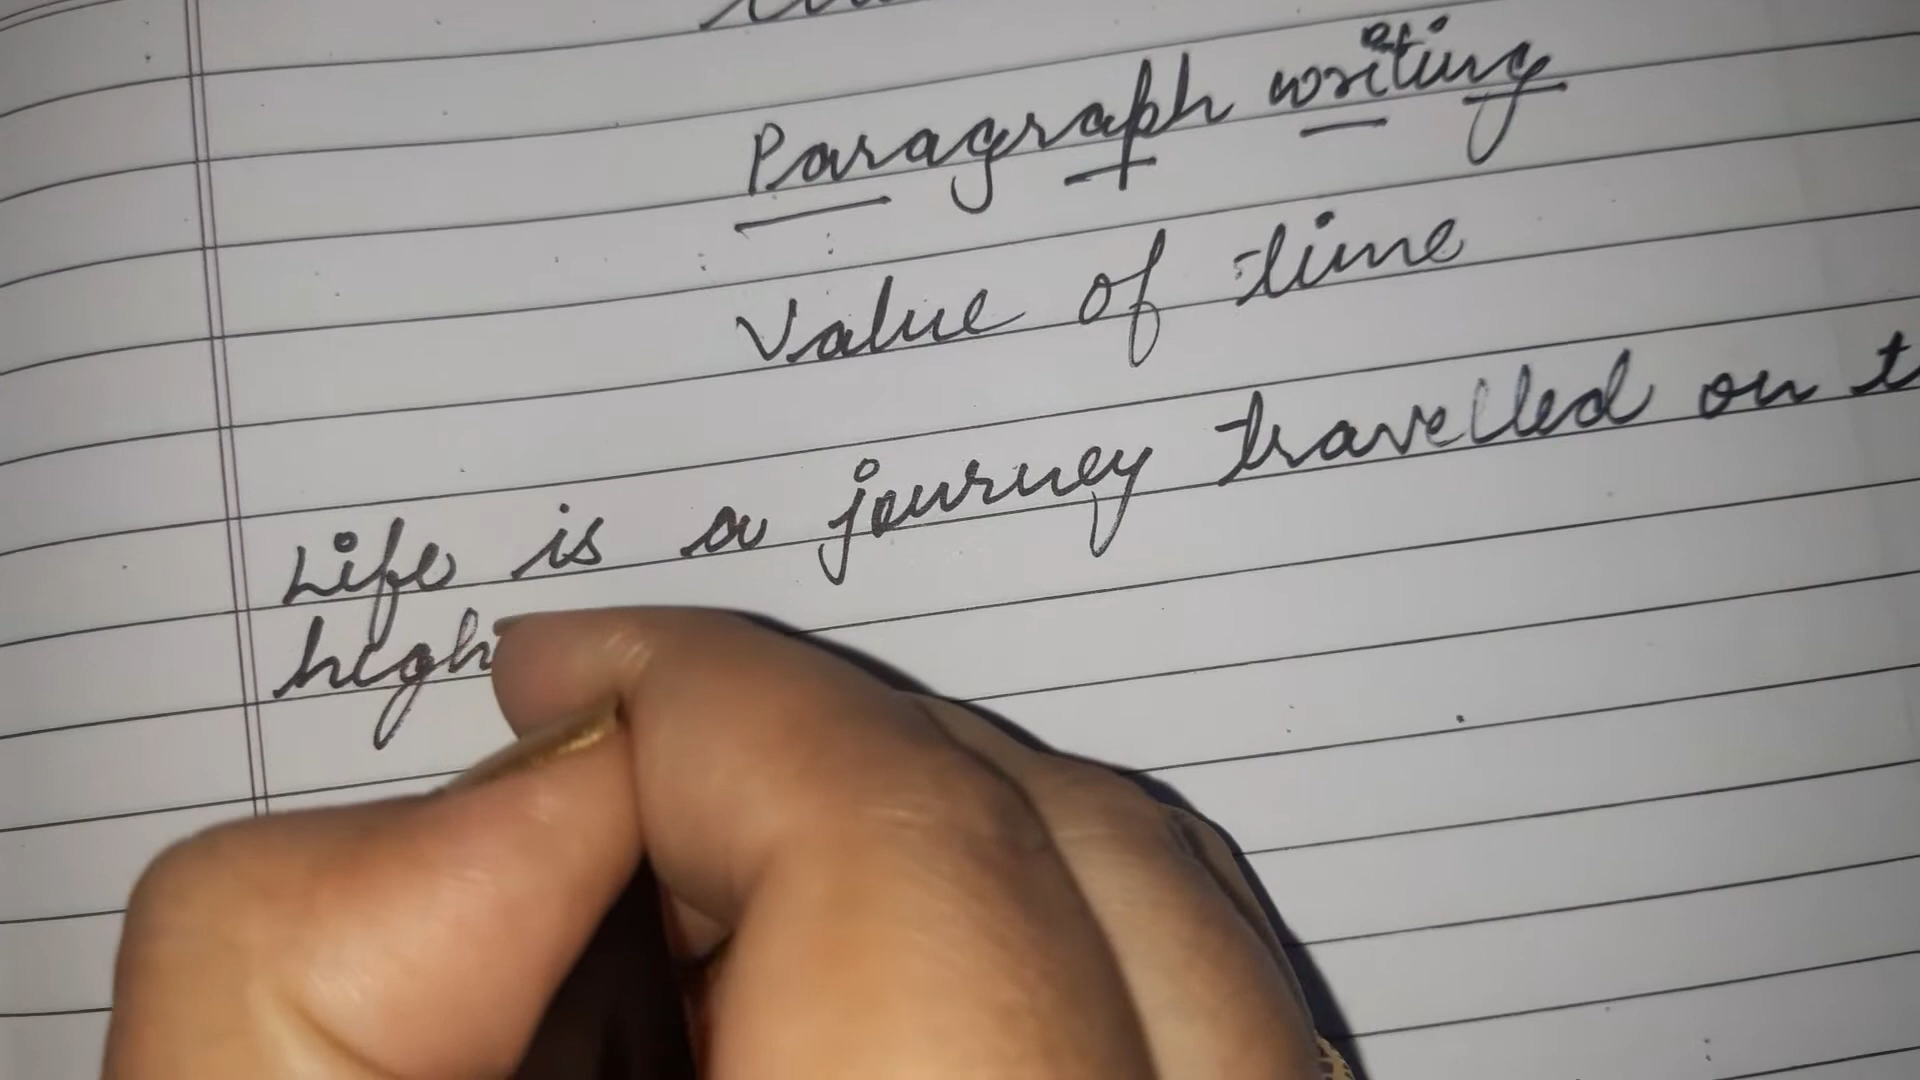 Paragraph writing
Value of time
Life is a journey travelled on t
high